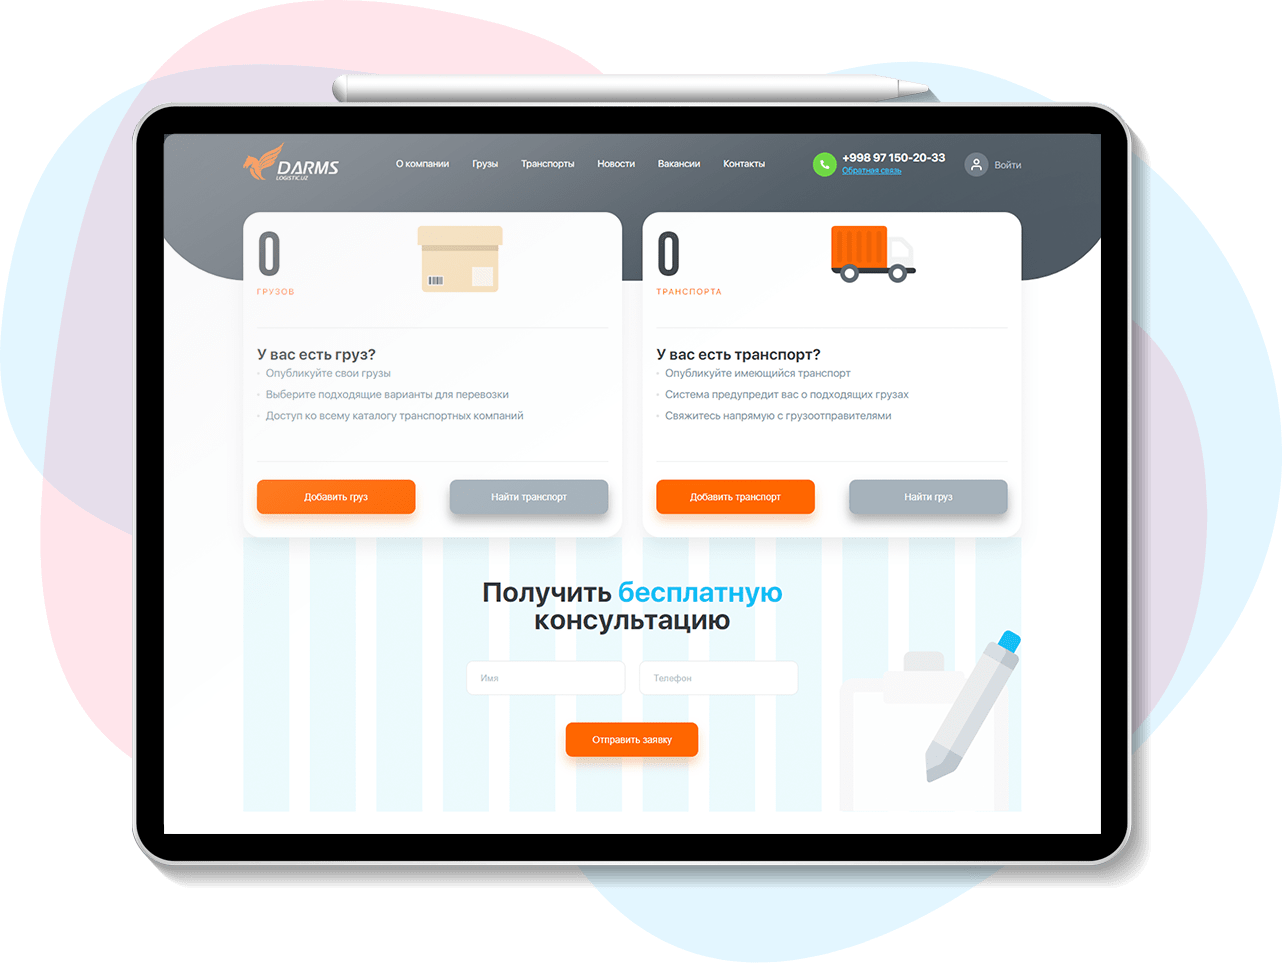 DARMS
LOGISTIC.UZ
О компании
Грузы
Транспорты
Новости
Вакансии
Контакты
+998 97 150-20-33
Обратная связь
Войти
0
ГРУЗОВ
У вас есть груз?
Опубликуйте свои грузы
Выберите подходящие варианты для перевозки
Доступ ко всему каталогу транспортных компаний
Добавить груз
Найти транспорт
0
ТРАНСПОРТА
У вас есть транспорт?
Опубликуйте имеющийся транспорт
Система предупредит вас о подходящих грузах
Свяжитесь напрямую с грузоотправителями
Добавить транспорт
Найти груз
Получить бесплатную
консультацию
Имя
Телефон
Отправить заявку